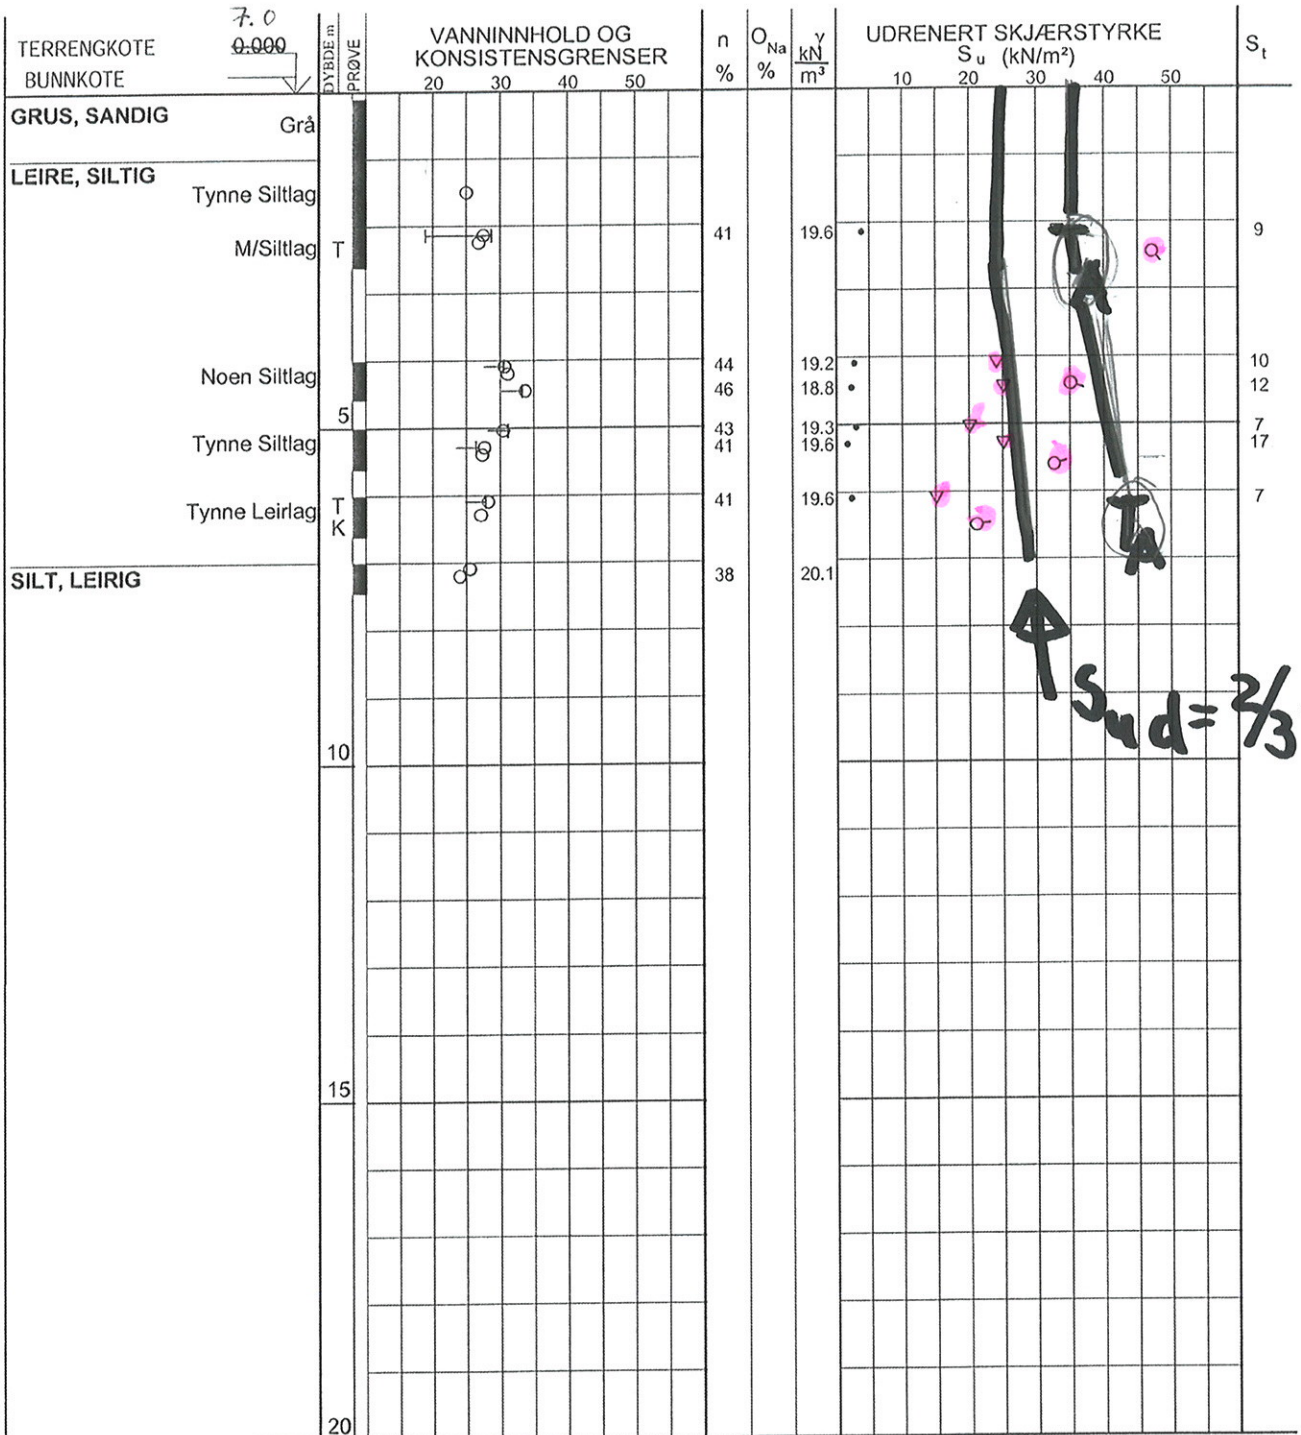 7.0
TERRENGKOTE 0.000
BUNNKOTE
DYBDE m
PRØVE
VANNINNHOLD OG
KONSISTENSGRENSER
20 30 40 50
n
%
O Na
%
γ
kN
m³
UDRENERT SKJÆRSTYRKE
S u (kN/m²)
10 20 30 40 50
S t
GRUS, SANDIG
Grå
LEIRE, SILTIG
Tynne Siltlag
M/Siltlag T 41 19.6 9
A
Noen Siltlag 44 19.2 10
46 18.8 12
5 43 19.3 7
Tynne Siltlag 41 19.6 17
Tynne Leirlag T 41 19.6 7
K
A
SILT, LEIRIG 38 20.1
Sud = 2/3
10
15
20